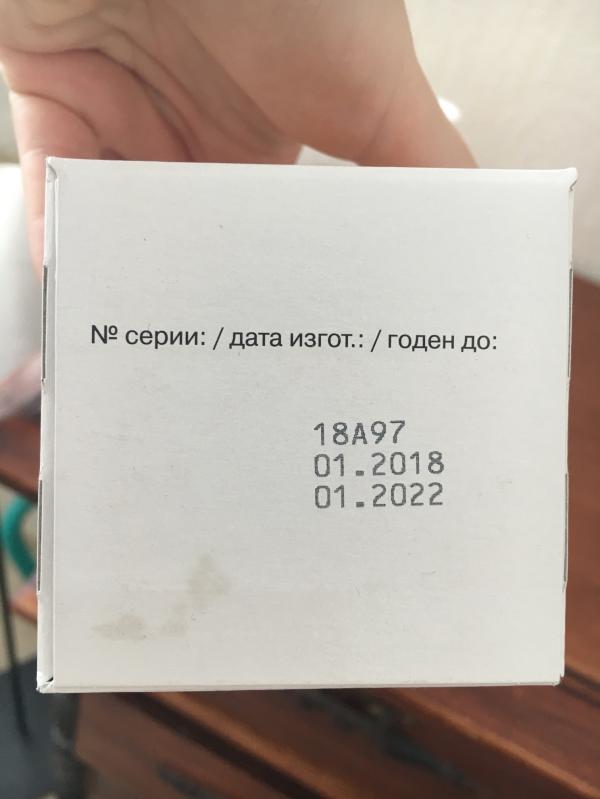 № серии: / дата изгот.: / годен до:
18A97
01.2018
01.2022